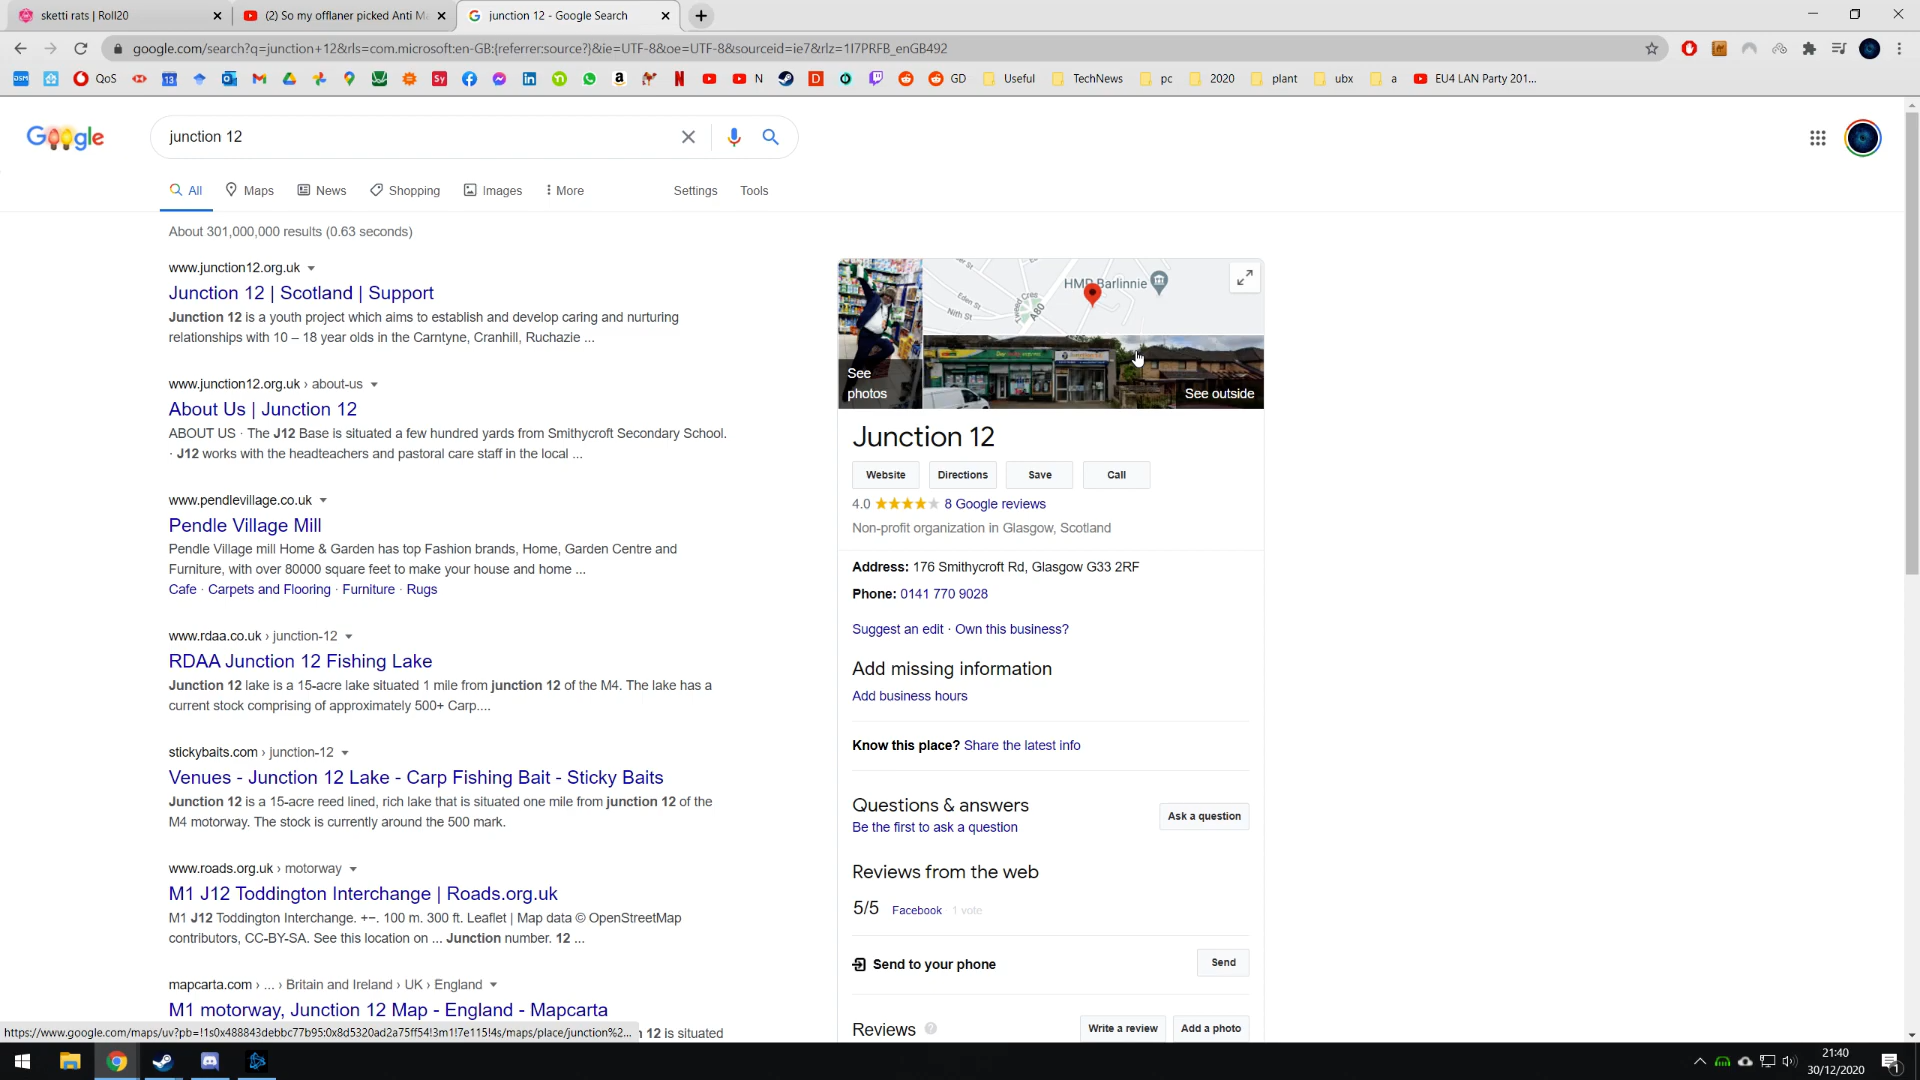 sketti rats | Roll20
(2) So my offlaner picked Anti Ma
junction 12 - Google Search
google.com/search?q=junction+12&rls=com.microsoft:en-GB:{referrer:source?}&ie=UTF-8&oe=UTF-8&sourceid=ie7&rlz=1I7PRFB_enGB492
QoS
N
GD
Useful
TechNews
pc
2020
plant
ubx
a
EU4 LAN Party 201...
Google
junction 12
All
Maps
News
Shopping
Images
More
Settings
Tools
About 301,000,000 results (0.63 seconds)
www.junction12.org.uk
Junction 12 | Scotland | Support
Junction 12 is a youth project which aims to establish and develop caring and nurturing
relationships with 10 – 18 year olds in the Carntyne, Cranhill, Ruchazie ...
www.junction12.org.uk › about-us
About Us | Junction 12
ABOUT US · The J12 Base is situated a few hundred yards from Smithycroft Secondary School.
· J12 works with the headteachers and pastoral care staff in the local ...
www.pendlevillage.co.uk
Pendle Village Mill
Pendle Village mill Home & Garden has top Fashion brands, Home, Garden Centre and
Furniture, with over 80000 square feet to make your house and home ...
Cafe · Carpets and Flooring · Furniture · Rugs
www.rdaa.co.uk › junction-12
RDAA Junction 12 Fishing Lake
Junction 12 lake is a 15-acre lake situated 1 mile from junction 12 of the M4. The lake has a
current stock comprising of approximately 500+ Carp....
stickybaits.com › junction-12
Venues - Junction 12 Lake - Carp Fishing Bait - Sticky Baits
Junction 12 is a 15-acre reed lined, rich lake that is situated one mile from junction 12 of the
M4 motorway. The stock is currently around the 500 mark.
www.roads.org.uk › motorway
M1 J12 Toddington Interchange | Roads.org.uk
M1 J12 Toddington Interchange. +−. 100 m. 300 ft. Leaflet | Map data © OpenStreetMap
contributors, CC-BY-SA. See this location on ... Junction number. 12 ...
mapcarta.com › ... › Britain and Ireland › UK › England
M1 motorway, Junction 12 Map - England - Mapcarta
12 is situated
https://www.google.com/maps/uv?pb=!1s0x488843debbc77b95:0x8d5320ad2a75ff54!3m1!7e115!4s/maps/place/junction%2...
HMP Barlinnie
Eden St
Nith St
A80
See
photos
See outside
Junction 12
Website
Directions
Save
Call
4.0
8 Google reviews
Non-profit organization in Glasgow, Scotland
Address: 176 Smithycroft Rd, Glasgow G33 2RF
Phone: 0141 770 9028
Suggest an edit · Own this business?
Add missing information
Add business hours
Know this place? Share the latest info
Questions & answers
Be the first to ask a question
Ask a question
Reviews from the web
5/5 Facebook 1 vote
Send to your phone
Send
Reviews
Write a review
Add a photo
21:40
30/12/2020
1